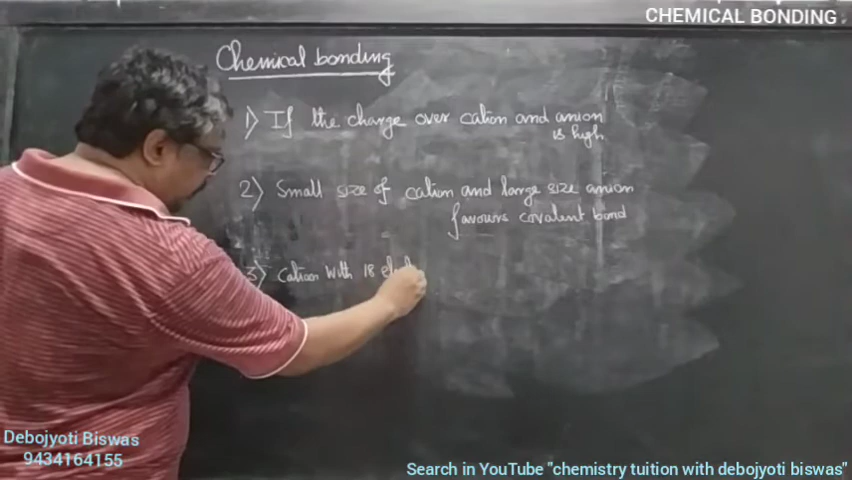 CHEMICAL BONDING
Chemical bonding
1) If the charge over cation and anion
is high
2) Small size of cation and large size anion
favours covalent bond
3) Cation with 18
Debojyoti Biswas
9434164155
Search in YouTube "chemistry tuition with debojyoti biswas"